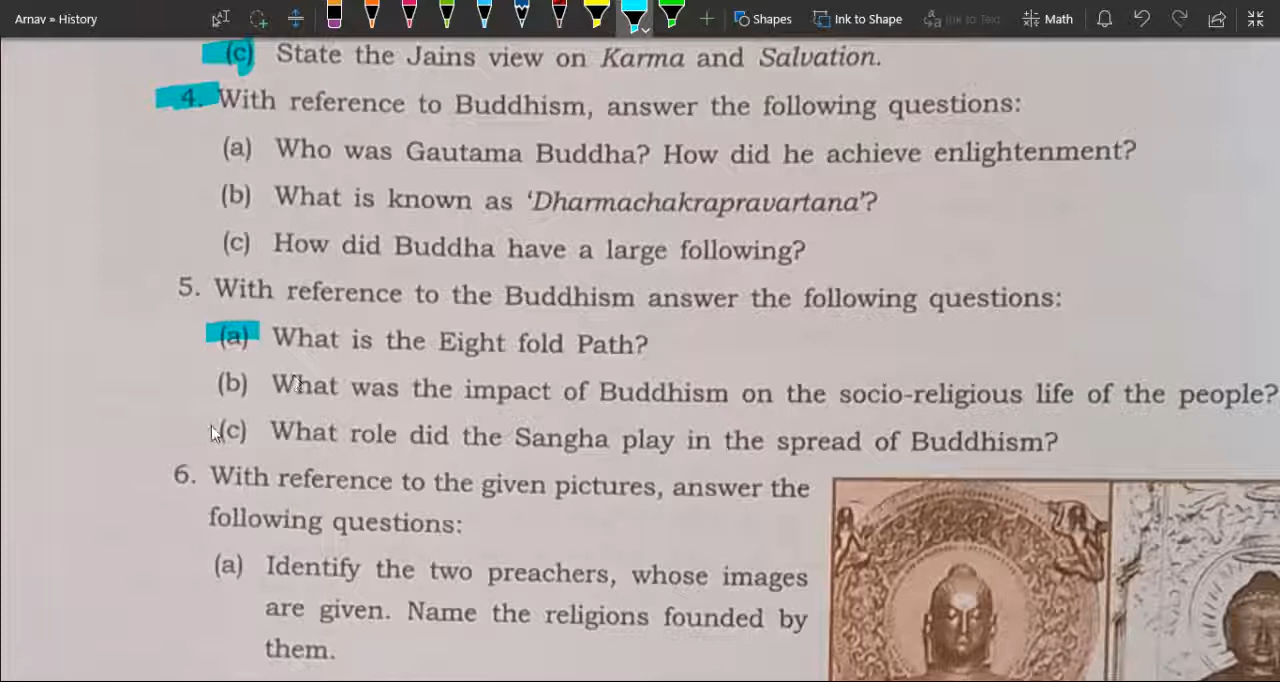 Arnav » History
Shapes
Ink to Shape
Ink to Text
Math
(c) State the Jains view on Karma and Salvation.
4. With reference to Buddhism, answer the following questions:
(a) Who was Gautama Buddha? How did he achieve enlightenment?
(b) What is known as ‘Dharmachakrapravartana’?
(c) How did Buddha have a large following?
5. With reference to the Buddhism answer the following questions:
(a) What is the Eight fold Path?
(b) What was the impact of Buddhism on the socio-religious life of the people?
(c) What role did the Sangha play in the spread of Buddhism?
6. With reference to the given pictures, answer the
following questions:
(a) Identify the two preachers, whose images
are given. Name the religions founded by
them.